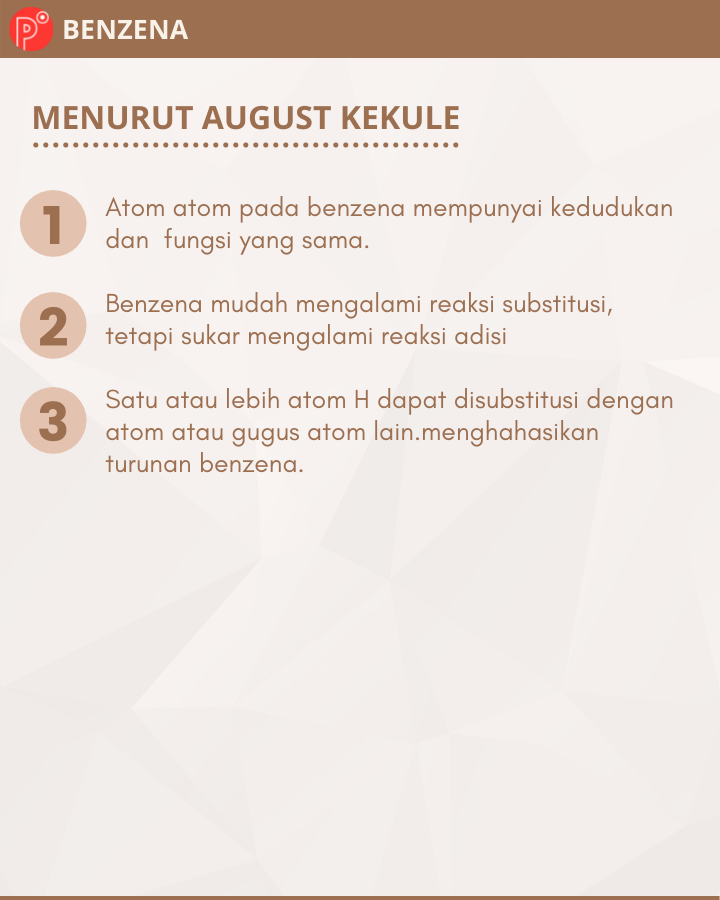 BENZENA
MENURUT AUGUST KEKULE
1
Atom atom pada benzena mempunyai kedudukan
dan  fungsi yang sama.
2
Benzena mudah mengalami reaksi substitusi,
tetapi sukar mengalami reaksi adisi
3
Satu atau lebih atom H dapat disubstitusi dengan
atom atau gugus atom lain.menghahasikan
turunan benzena.